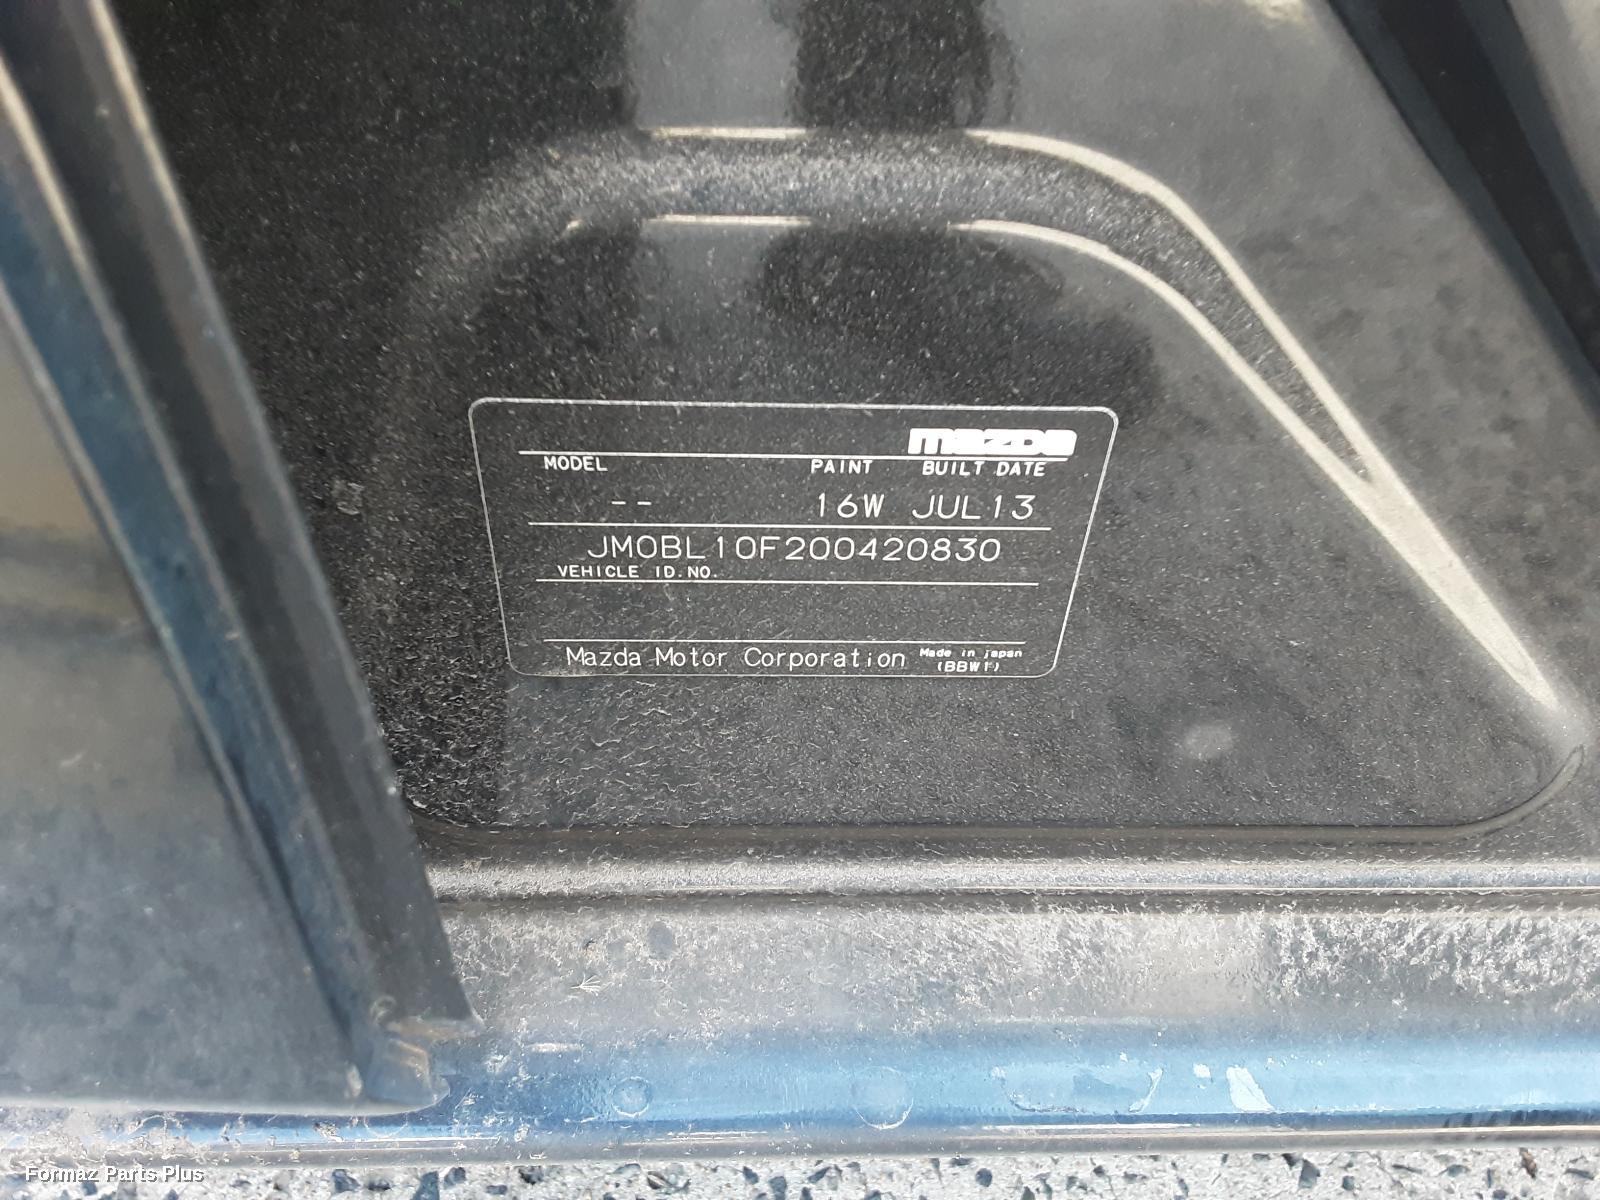 mazda
MODEL PAINT BUILT DATE
-- 16W JUL13
JM0BL10F200420830
VEHICLE ID.NO.
Mazda Motor Corporation Made in japan
(BBW1)
Formaz Parts Plus